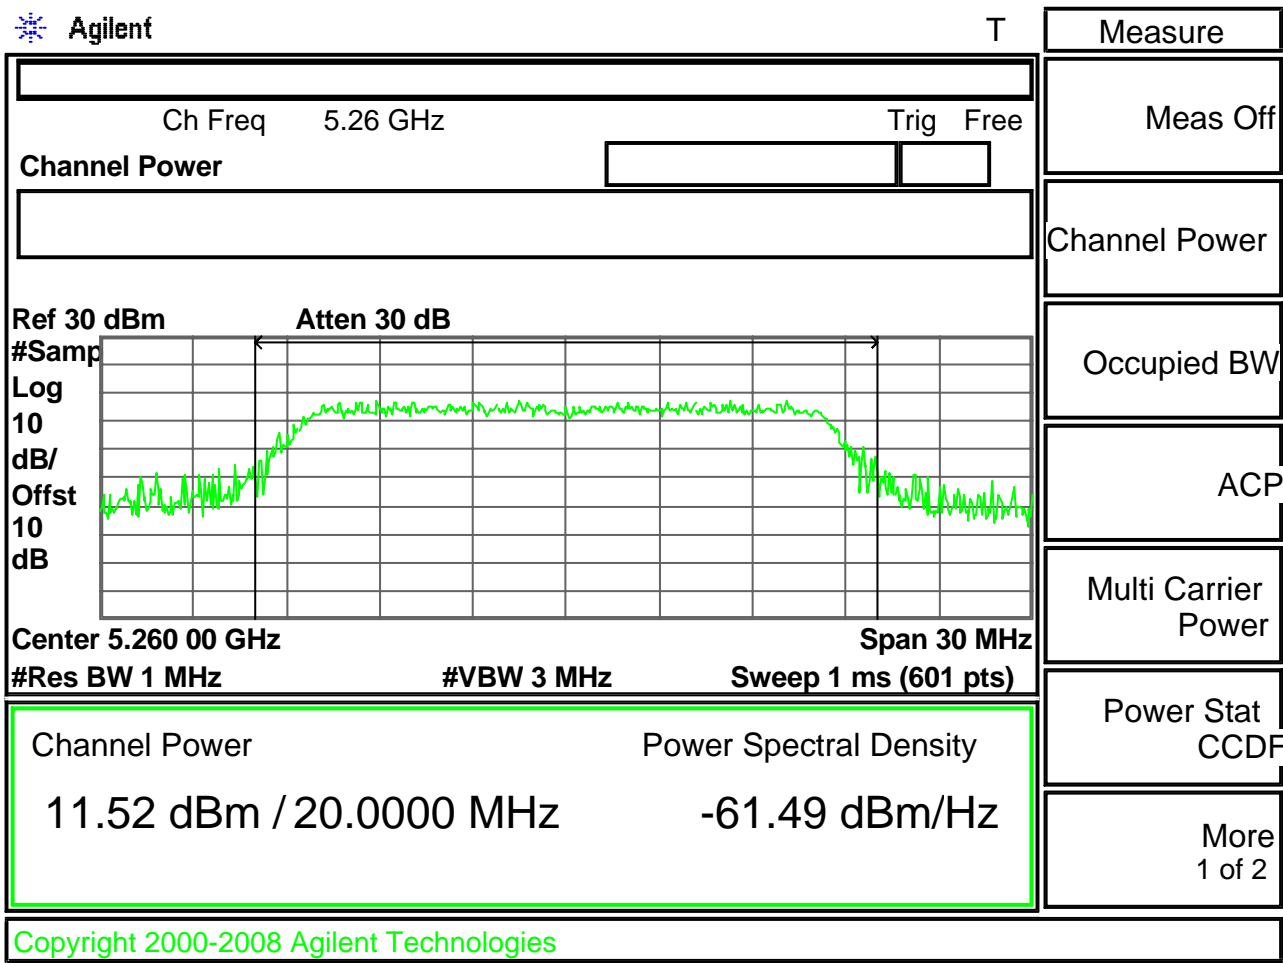 Agilent T
Ch Freq 5.26 GHz Trig Free
Channel Power
Ref 30 dBm Atten 30 dB
#Samp
Log
10
dB/
Offst
10
dB
Center 5.260 00 GHz Span 30 MHz
#Res BW 1 MHz #VBW 3 MHz Sweep 1 ms (601 pts)
Channel Power Power Spectral Density
11.52 dBm / 20.0000 MHz -61.49 dBm/Hz
Copyright 2000-2008 Agilent Technologies
Measure
Meas Off
Channel Power
Occupied BW
ACP
Multi Carrier
Power
Power Stat
CCDF
More
1 of 2